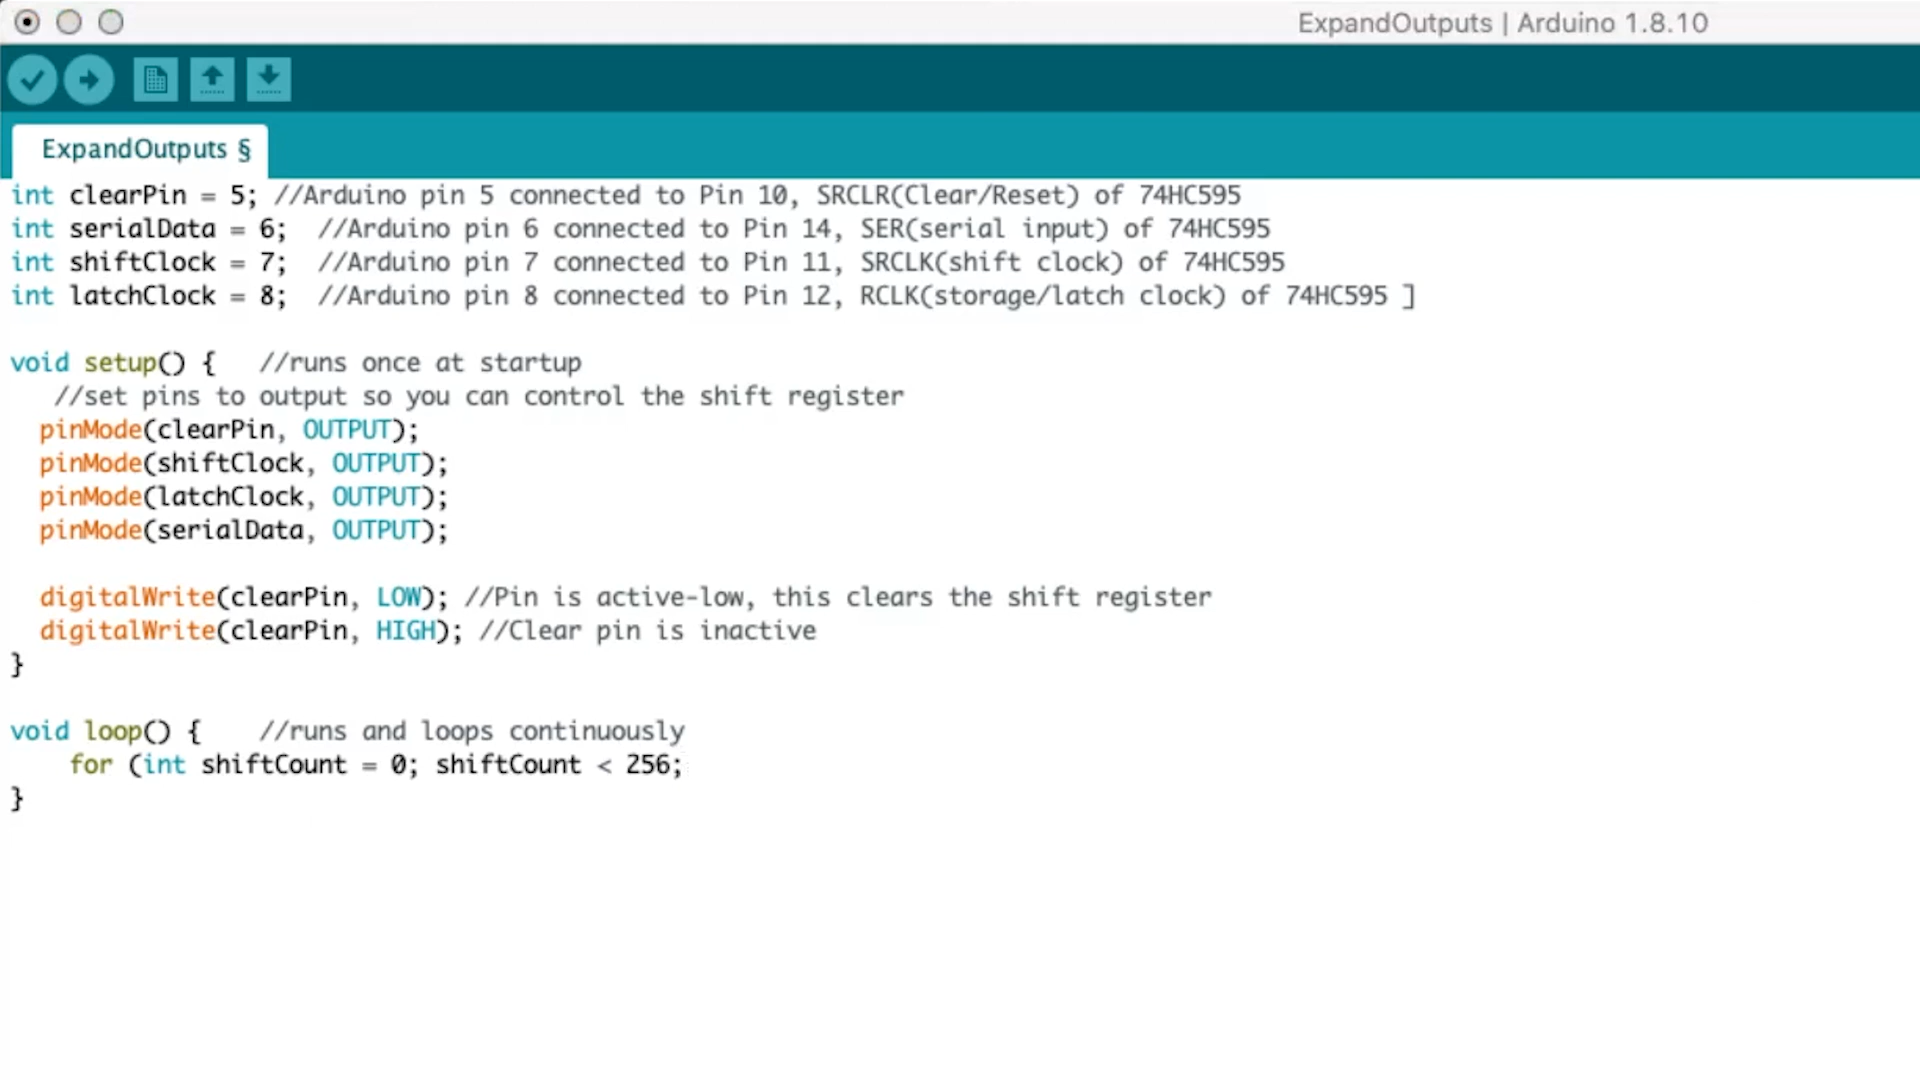 ExpandOutputs | Arduino 1.8.10
ExpandOutputs §
int clearPin = 5; //Arduino pin 5 connected to Pin 10, SRCLR(Clear/Reset) of 74HC595
int serialData = 6;  //Arduino pin 6 connected to Pin 14, SER(serial input) of 74HC595
int shiftClock = 7;  //Arduino pin 7 connected to Pin 11, SRCLK(shift clock) of 74HC595
int latchClock = 8;  //Arduino pin 8 connected to Pin 12, RCLK(storage/latch clock) of 74HC595 ]
void setup() {   //runs once at startup
   //set pins to output so you can control the shift register
  pinMode(clearPin, OUTPUT);
  pinMode(shiftClock, OUTPUT);
  pinMode(latchClock, OUTPUT);
  pinMode(serialData, OUTPUT);
  digitalWrite(clearPin, LOW); //Pin is active-low, this clears the shift register
  digitalWrite(clearPin, HIGH); //Clear pin is inactive
}
void loop() {    //runs and loops continuously
    for (int shiftCount = 0; shiftCount < 256;
}